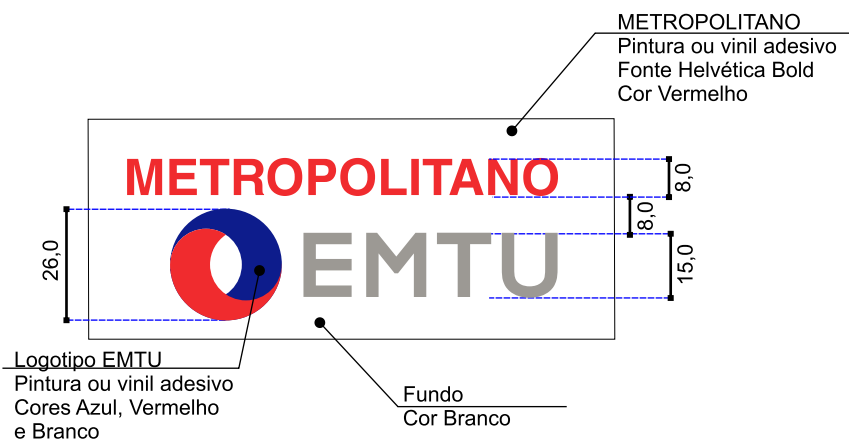 METROPOLITANO
Pintura ou vinil adesivo
Fonte Helvética Bold
Cor Vermelho
METROPOLITANO
8,0
8,0
26,0
EMTU
15,0
Logotipo EMTU
Pintura ou vinil adesivo
Cores Azul, Vermelho
e Branco
Fundo
Cor Branco